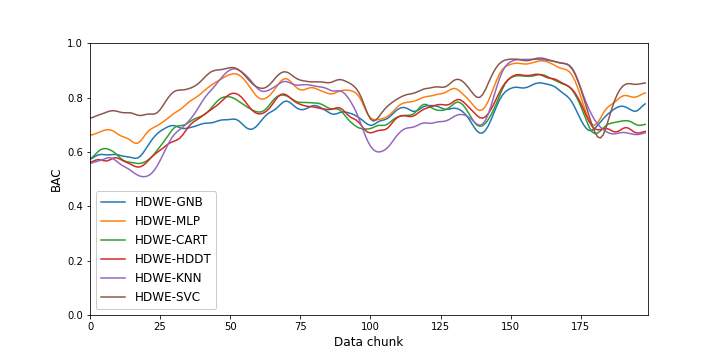 1.0
0.8
0.6
BAC
0.4
0.2
0.0
HDWE-GNB
HDWE-MLP
HDWE-CART
HDWE-HDDT
HDWE-KNN
HDWE-SVC
0 25 50 75 100 125 150 175
Data chunk